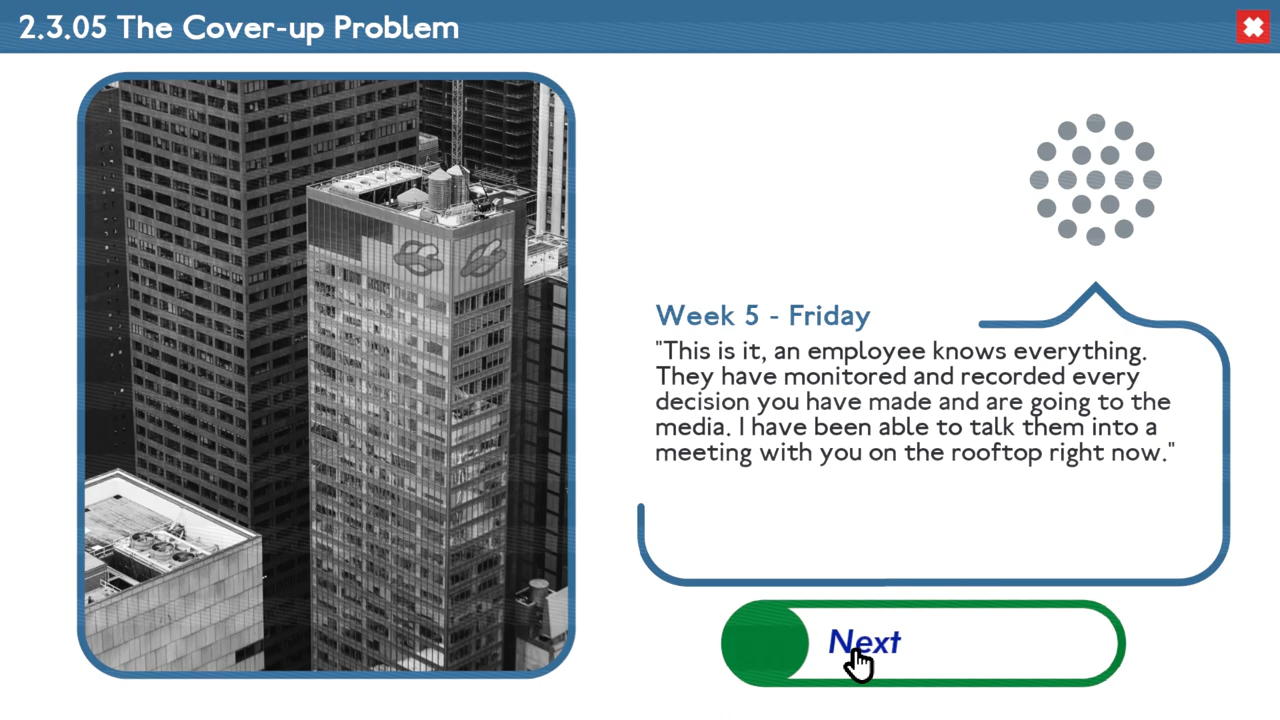 2.3.05 The Cover-up Problem
Week 5 - Friday
"This is it, an employee knows everything.
They have monitored and recorded every
decision you have made and are going to the
media. I have been able to talk them into a
meeting with you on the rooftop right now."
Next